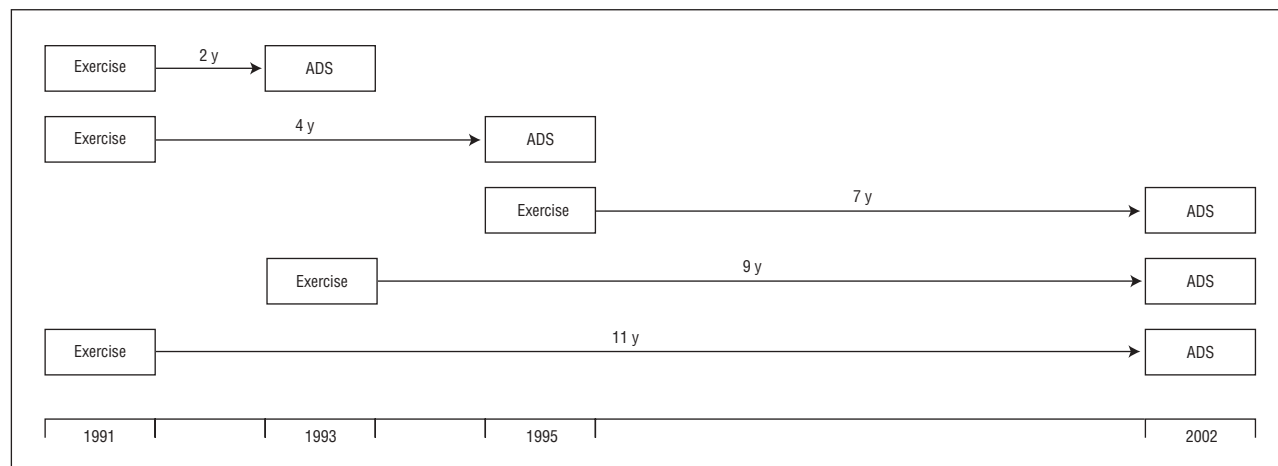 Exercise 2 y ADS
Exercise 4 y ADS
Exercise 7 y ADS
Exercise 9 y ADS
Exercise 11 y ADS
1991 1993 1995 2002